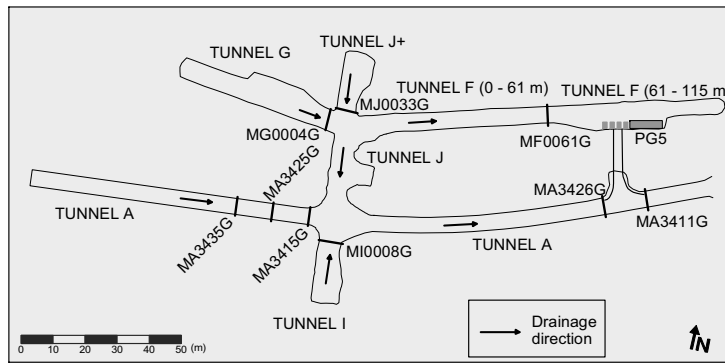 TUNNEL G
TUNNEL J+
TUNNEL F (0 - 61 m)
TUNNEL F (61 - 115 m
MJ0033G
MG0004G
MF0061G
PG5
MA3425G
TUNNEL J
MA3426G
TUNNEL A
MA3435G
MA3415G
MI0008G
TUNNEL A
MA3411G
TUNNEL I
Drainage
direction
0 10 20 30 40 50 (m)
N